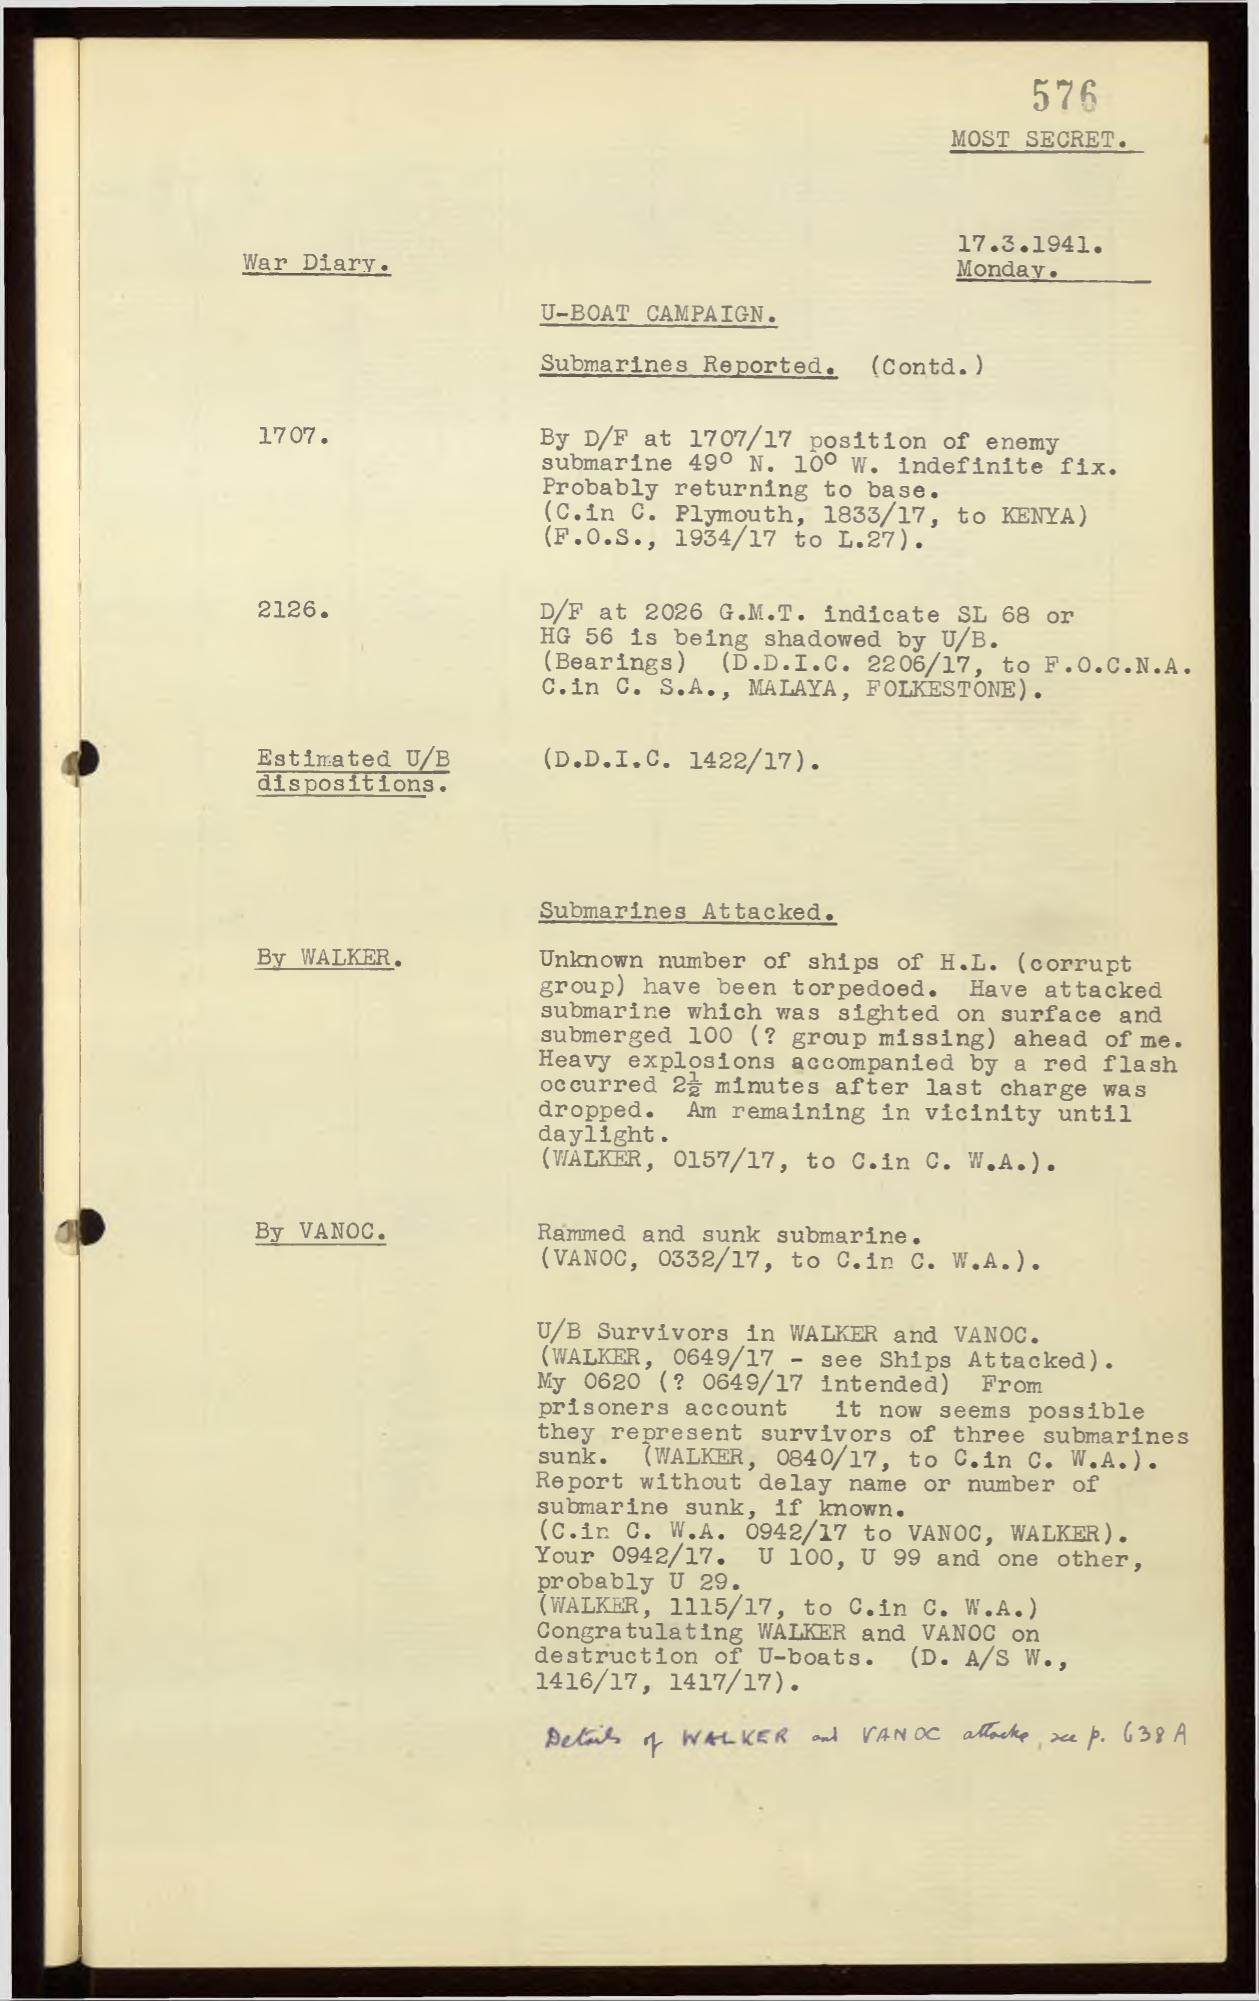 576
MOST SECRET.
17.3.1941.
War Diary.
Monday.
U-BOAT CAMPAIGN.
Submarines Reported. (Contd.)
1707.
By D/F at 1707/17 position of enemy
submarine 49° N. 10° W. indefinite fix.
Probably returning to base.
(C.in C. Plymouth, 1833/17, to KENYA)
(F.O.S., 1934/17 to L.27).
2126.
D/F at 2026 G.M.T. indicate SL 68 or
HG 56 is being shadowed by U/B.
(Bearings) (D.D.I.C. 2206/17, to F.O.C.N.A.
C.in C. S.A., MALAYA, FOLKESTONE).
Estimated U/B
dispositions.
(D.D.I.C. 1422/17).
Submarines Attacked.
By WALKER.
Unknown number of ships of H.L. (corrupt
group) have been torpedoed. Have attacked
submarine which was sighted on surface and
submerged 100 (? group missing) ahead of me.
Heavy explosions accompanied by a red flash
occurred 2½ minutes after last charge was
dropped. Am remaining in vicinity until
daylight.
(WALKER, 0157/17, to C.in C. W.A.).
By VANOC.
Rammed and sunk submarine.
(VANOC, 0332/17, to C.in C. W.A.).
U/B Survivors in WALKER and VANOC.
(WALKER, 0649/17 - see Ships Attacked).
My 0620 (? 0649/17 intended) From
prisoners account it now seems possible
they represent survivors of three submarines
sunk. (WALKER, 0840/17, to C.in C. W.A.).
Report without delay name or number of
submarine sunk, if known.
(C.in C. W.A. 0942/17 to VANOC, WALKER).
Your 0942/17. U 100, U 99 and one other,
probably U 29.
(WALKER, 1115/17, to C.in C. W.A.)
Congratulating WALKER and VANOC on
destruction of U-boats. (D. A/S W.,
1416/17, 1417/17).
Details of WALKER and VANOC attacks, see p. 638A